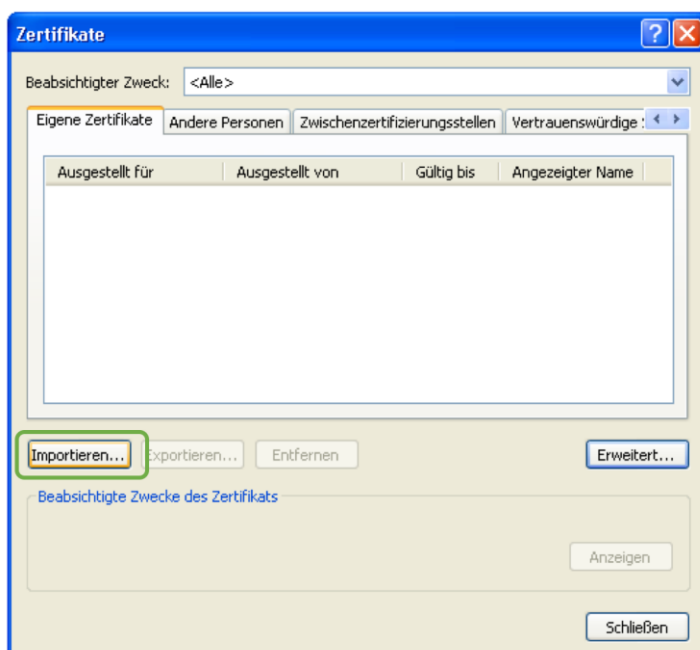 Zertifikate
Beabsichtigter Zweck: <Alle>
Eigene Zertifikate Andere Personen Zwischenzertifizierungsstellen Vertrauenswürdige
Ausgestellt für Ausgestellt von Gültig bis Angezeigter Name
Importieren... Exportieren... Entfernen Erweitert...
Beabsichtigte Zwecke des Zertifikats
Anzeigen
Schließen